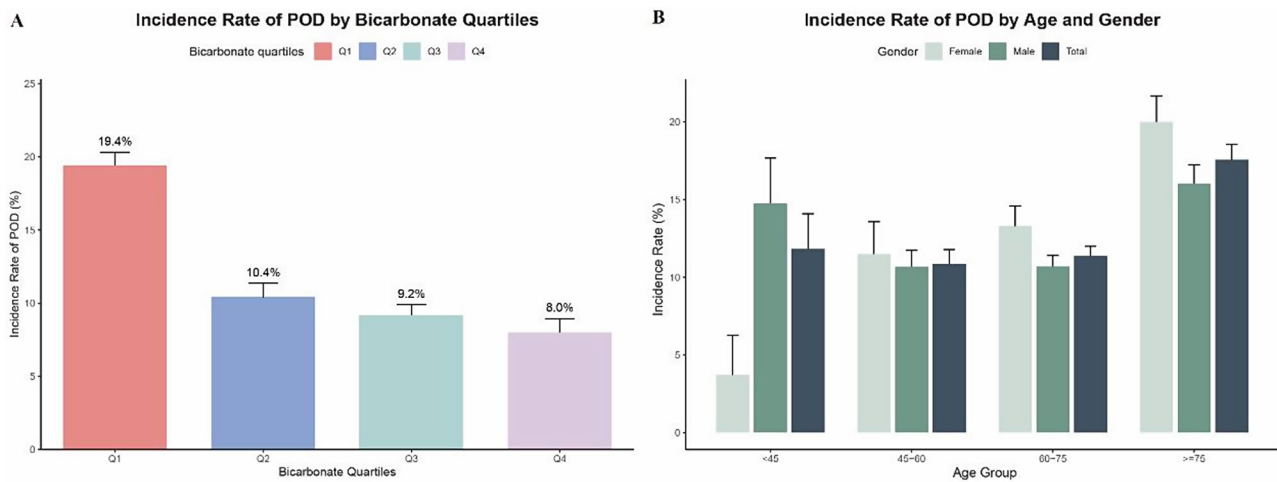 A
Incidence Rate of POD by Bicarbonate Quartiles
Bicarbonate quartiles Q1 Q2 Q3 Q4
Incidence Rate of POD (%)
25
20
15
10
5
0
19.4%
10.4%
9.2%
8.0%
Q1 Q2 Q3 Q4
Bicarbonate Quartiles
B
Incidence Rate of POD by Age and Gender
Gender Female Male Total
Incidence Rate (%)
20
15
10
5
0
<45 45-60 60-75 >=75
Age Group